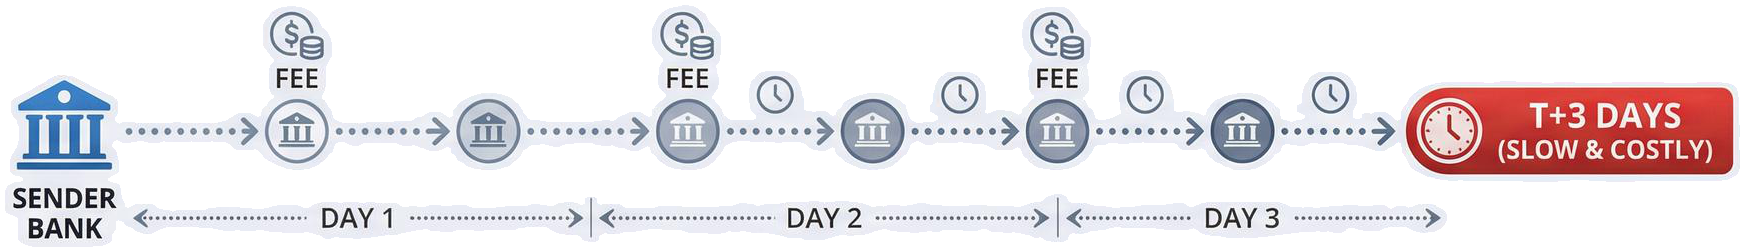 FEE
FEE
FEE
SENDER
BANK
T+3 DAYS
(SLOW & COSTLY)
DAY 1
DAY 2
DAY 3